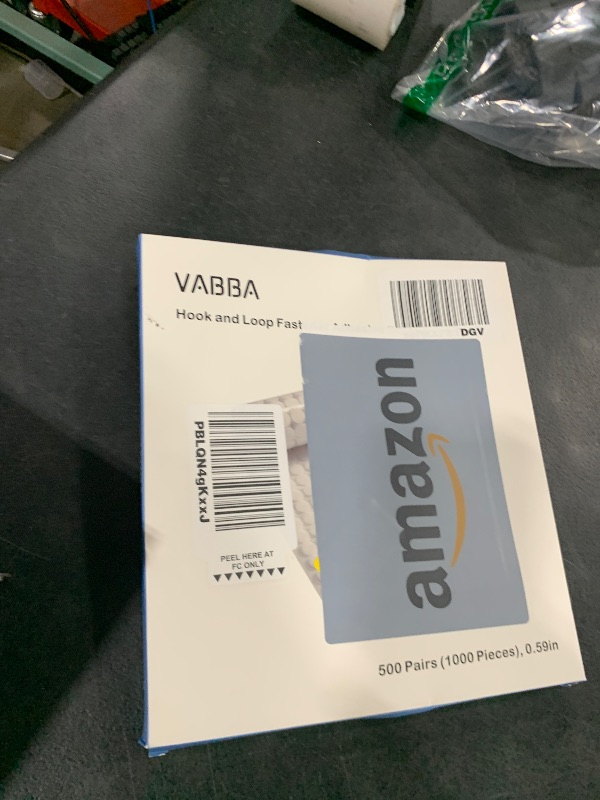 VABBA
Hook and Loop Fast
DGV
amazon
PBLQN4gKxxJ
PEEL HERE AT
FC ONLY
500 Pairs (1000 Pieces), 0.59in